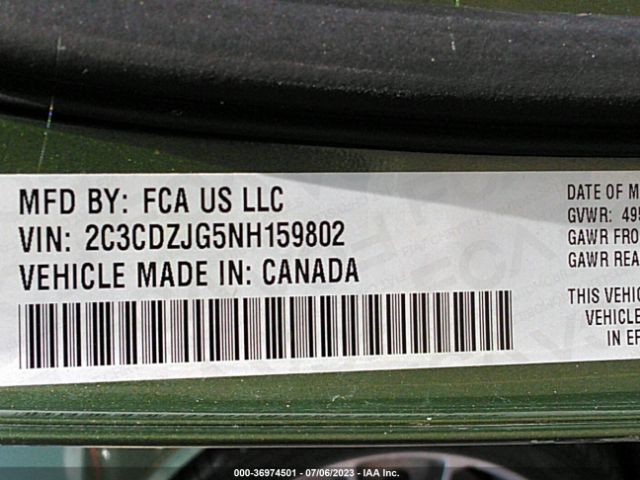 MFD BY: FCA US LLC
VIN: 2C3CDZJG5NH159802
VEHICLE MADE IN: CANADA
DATE OF M
GVWR: 495
GAWR FRO
GAWR REA
THIS VEHIC
VEHICLE
IN EF
000-36974501 - 07/06/2023 - IAA Inc.